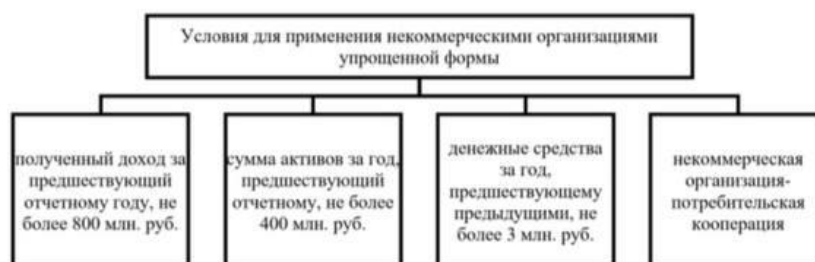 Условия для применения некоммерческими организациями
упрощенной формы
полученный доход за
предшествующий
отчетному году, не
более 800 млн. руб.
сумма активов за год,
предшествующий
отчетному, не более
400 млн. руб.
денежные средства
за год,
предшествующему
предыдущими, не
более 3 млн. руб.
некоммерческая
организация-
потребительская
кооперация